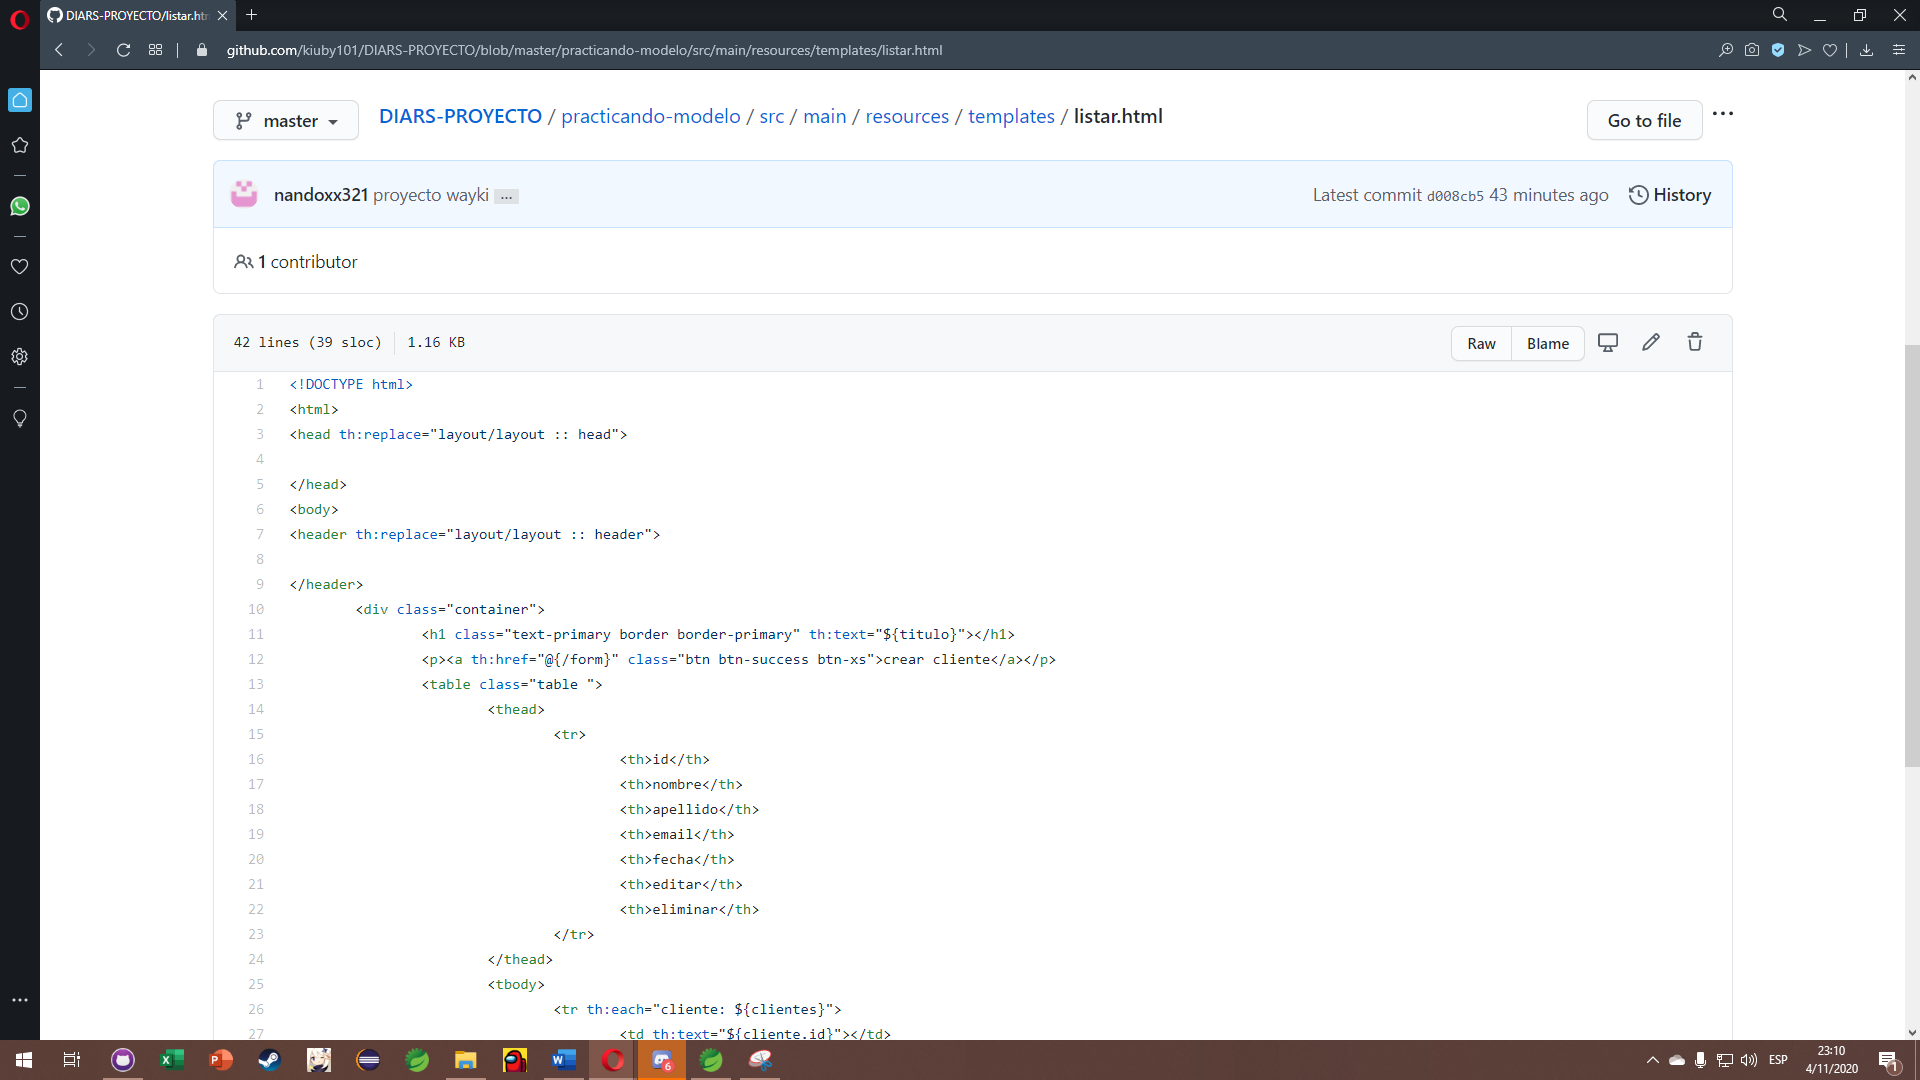 DIARS-PROYECTO/listar.htm
github.com/kiuby101/DIARS-PROYECTO/blob/master/practicando-modelo/src/main/resources/templates/listar.html
master
DIARS-PROYECTO / practicando-modelo / src / main / resources / templates / listar.html
Go to file
nandoxx321 proyecto wayki ...
Latest commit d008cb5 43 minutes ago
History
1 contributor
42 lines (39 sloc)
1.16 KB
Raw
Blame
1 <!DOCTYPE html>
2 <html>
3 <head th:replace="layout/layout :: head">
4
5 </head>
6 <body>
7 <header th:replace="layout/layout :: header">
8
9 </header>
10 <div class="container">
11 <h1 class="text-primary border border-primary" th:text="${titulo}"></h1>
12 <p><a th:href="@{/form}" class="btn btn-success btn-xs">crear cliente</a></p>
13 <table class="table ">
14 <thead>
15 <tr>
16 <th>id</th>
17 <th>nombre</th>
18 <th>apellido</th>
19 <th>email</th>
20 <th>fecha</th>
21 <th>editar</th>
22 <th>eliminar</th>
23 </tr>
24 </thead>
25 <tbody>
26 <tr th:each="cliente: ${clientes}">
27 <td th:text="${cliente.id}"></td>
6
ESP
23:10
4/11/2020
1